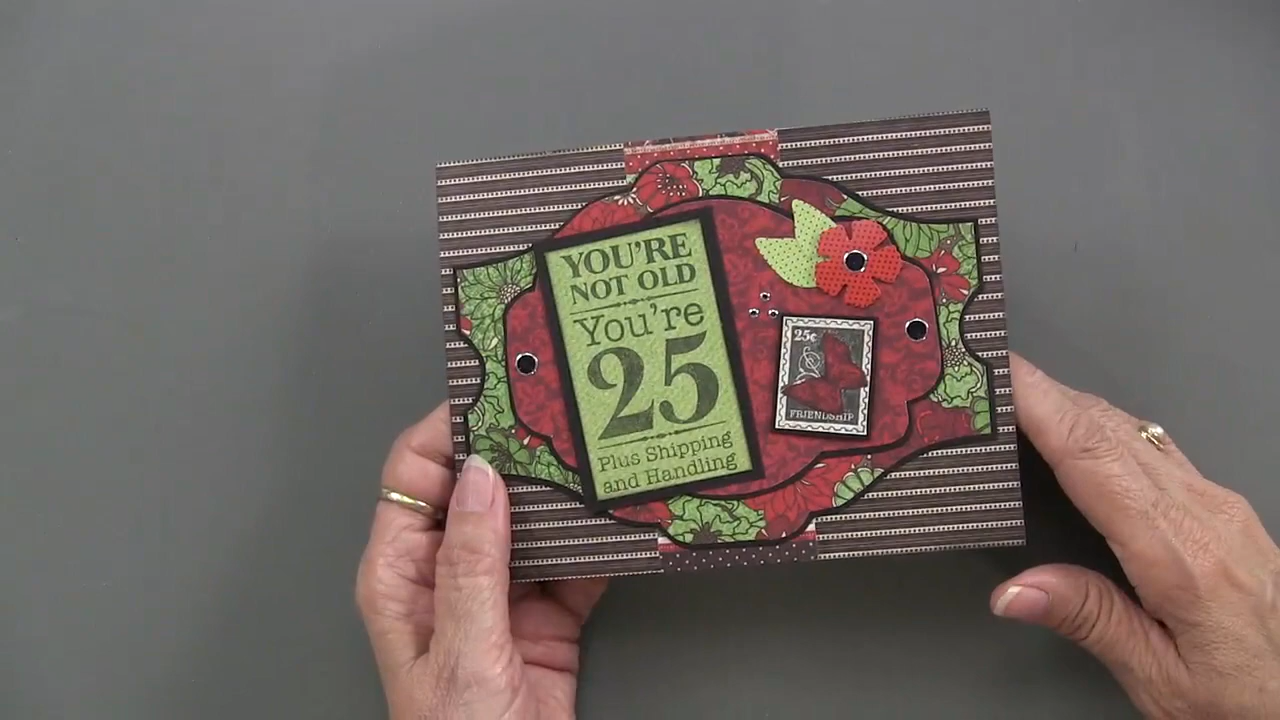 YOU'RE
NOT OLD
You're
25
Plus Shipping
and Handling
25¢
FRIENDSHIP